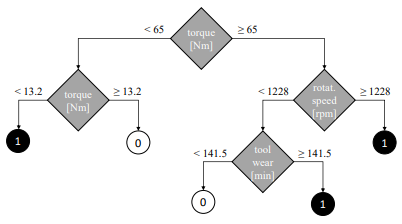 < 65
torque
[Nm]
≥ 65
< 13.2
torque
[Nm]
≥ 13.2
< 1228
rotat.
speed
[rpm]
≥ 1228
1
0
< 141.5
tool
wear
[min]
≥ 141.5
1
0
1